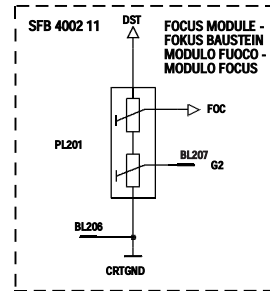 SFB 4002 11
DST
FOCUS MODULE -
FOKUS BAUSTEIN
MODULO FUOCO -
MODULO FOCUS
FOC
PL201
BL207
G2
BL206
CRTGND